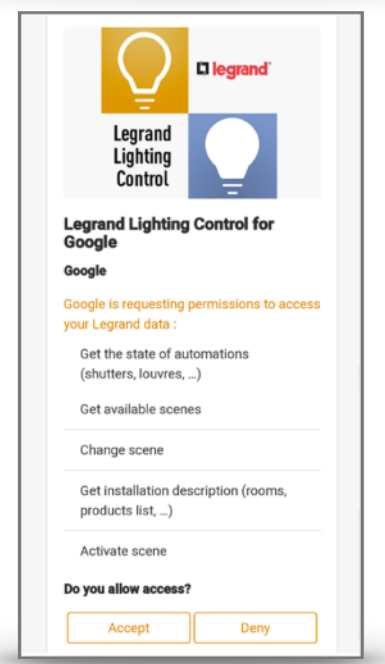 legrand
Legrand
Lighting
Control
Legrand Lighting Control for
Google
Google
Google is requesting permissions to access
your Legrand data :
Get the state of automations
(shutters, louvres, ...)
Get available scenes
Change scene
Get installation description (rooms,
products list, ...)
Activate scene
Do you allow access?
Accept
Deny